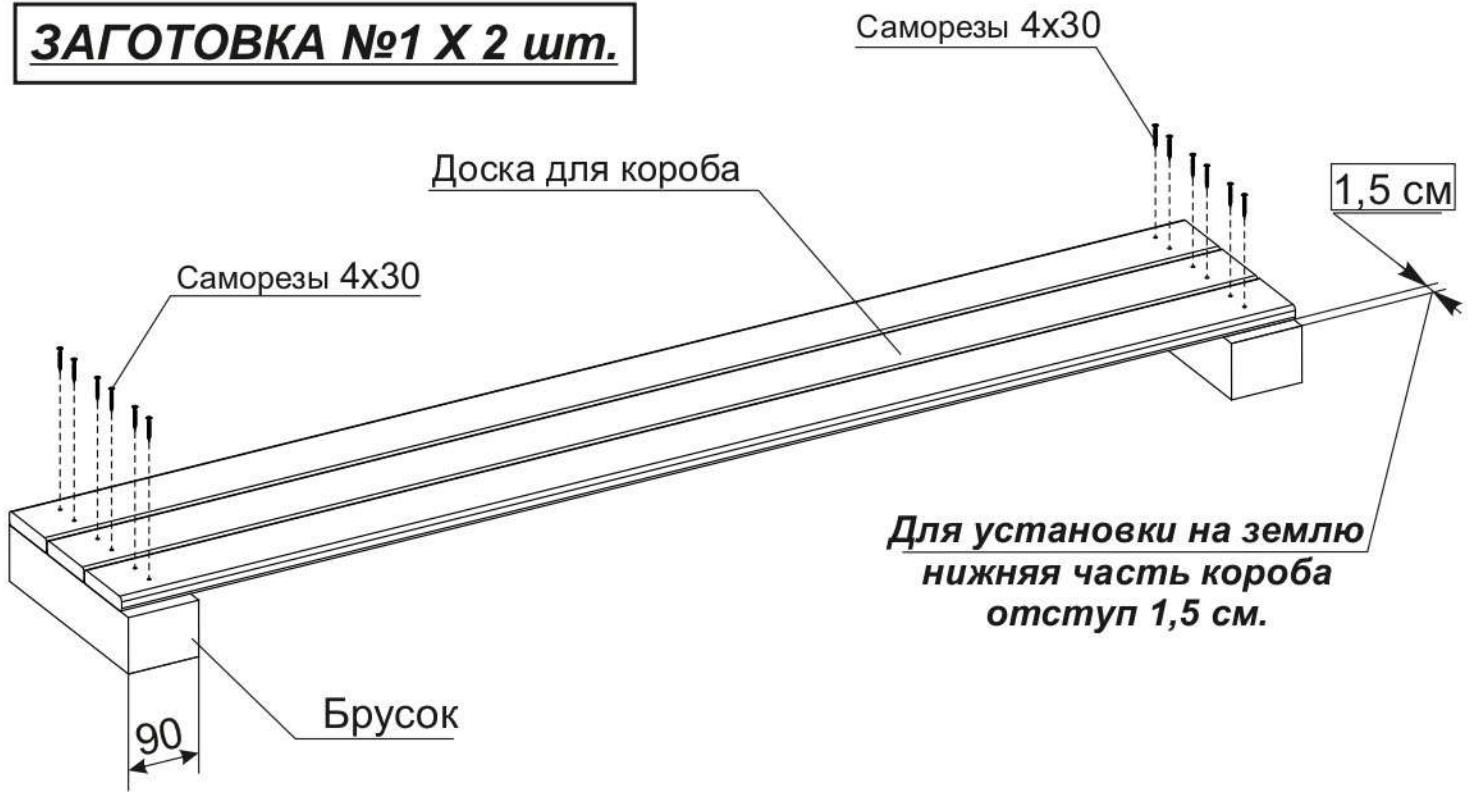 ЗАГОТОВКА №1 X 2 шт.
Саморезы 4х30
Доска для короба
1,5 см
Саморезы 4х30
Для установки на землю
нижняя часть короба
отступ 1,5 см.
Брусок
90